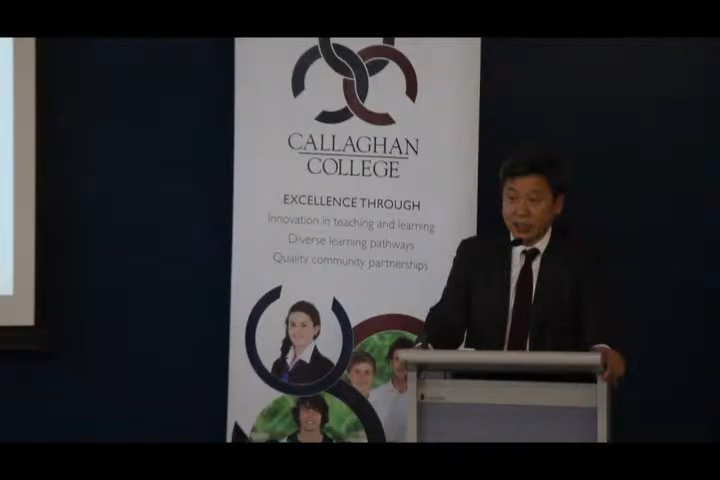 CALLAGHAN
COLLEGE
EXCELLENCE THROUGH
Innovation in teaching and learning
Diverse learning pathways
Quality community partnerships